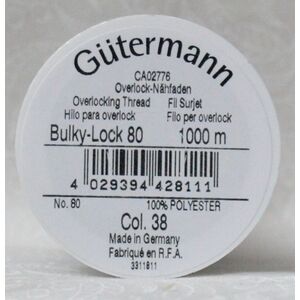 Gütermann
CA02776
Overlock-Nähfaden
Overlocking Thread Fil Surjet
Hilo para overlock Filo per overlock
Bulky-Lock 80 1000 m
4 029394 428111
No. 80 100% POLYESTER
Col. 38
Made in Germany
Fabriqué en R.F.A.
3311811